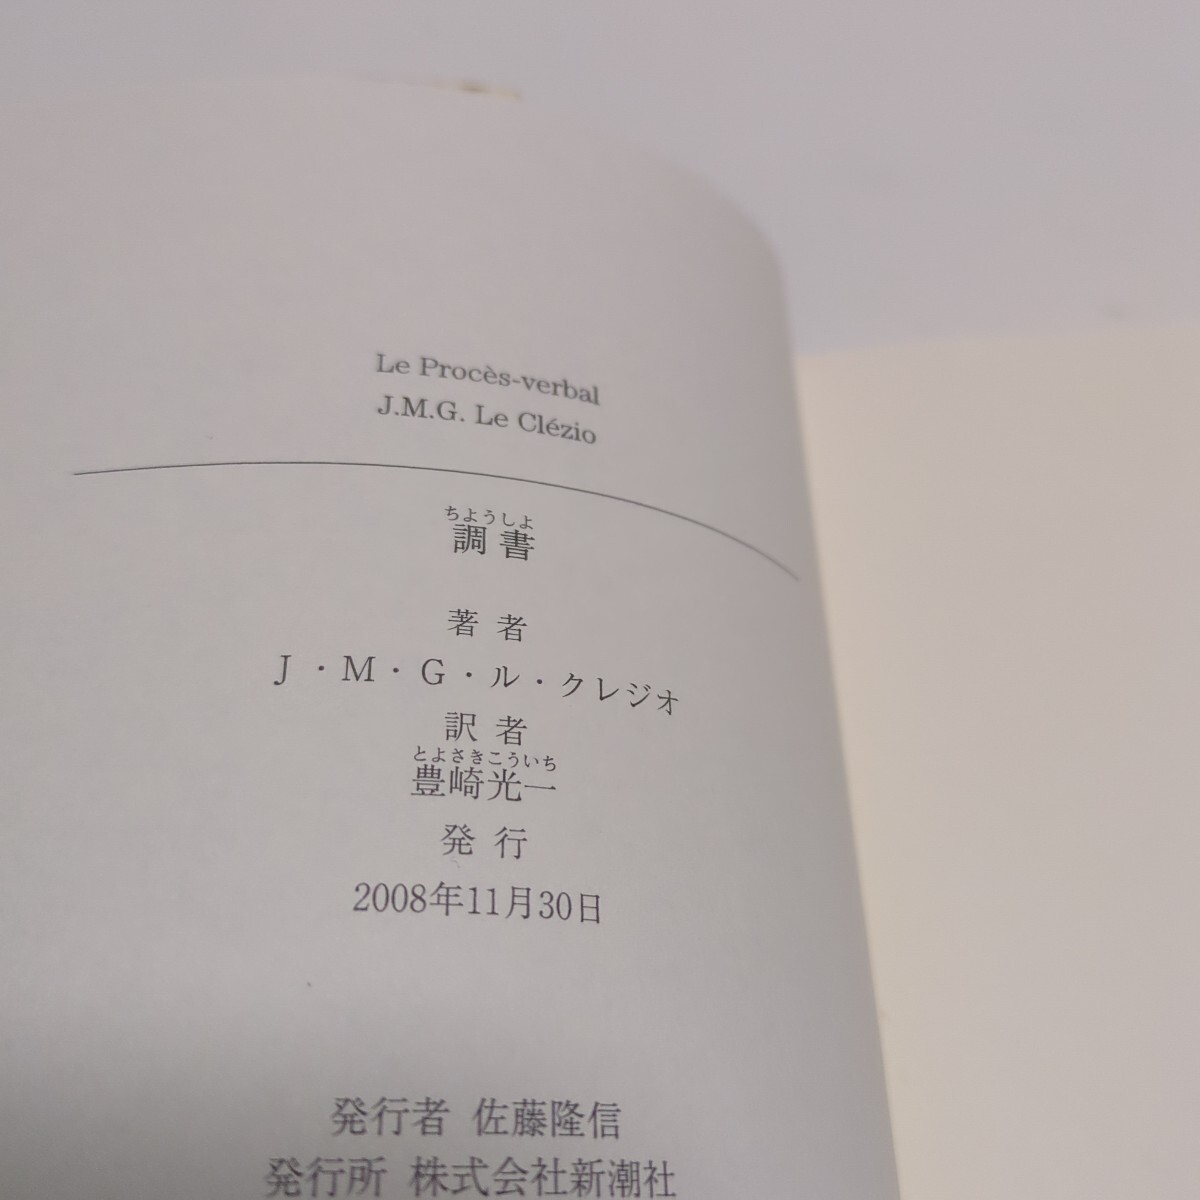 Le Procès-verbal
J.M.G. Le Clézio
ちようしよ
調書
著者
J・M・G・ル・クレジオ
訳者
とよさきこういち
豊崎光一
発行
2008年11月30日
発行者 佐藤隆信
発行所 株式会社新潮社